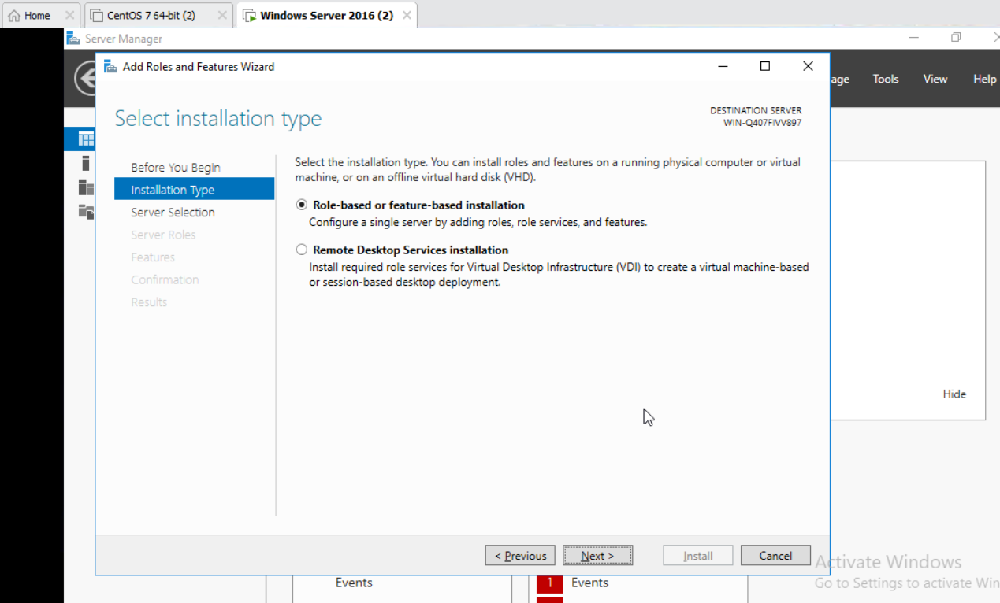 Home
CentOS 7 64-bit (2)
Windows Server 2016 (2)
Server Manager
Add Roles and Features Wizard
age Tools View Help
Select installation type
DESTINATION SERVER
WIN-Q407FIVV897
Before You Begin
Installation Type
Server Selection
Server Roles
Features
Confirmation
Results
Select the installation type. You can install roles and features on a running physical computer or virtual
machine, or on an offline virtual hard disk (VHD).
Role-based or feature-based installation
Configure a single server by adding roles, role services, and features.
Remote Desktop Services installation
Install required role services for Virtual Desktop Infrastructure (VDI) to create a virtual machine-based
or session-based desktop deployment.
Hide
< Previous
Next >
Install
Cancel
Activate Windows
Go to Settings to activate Win
Events
1 Events